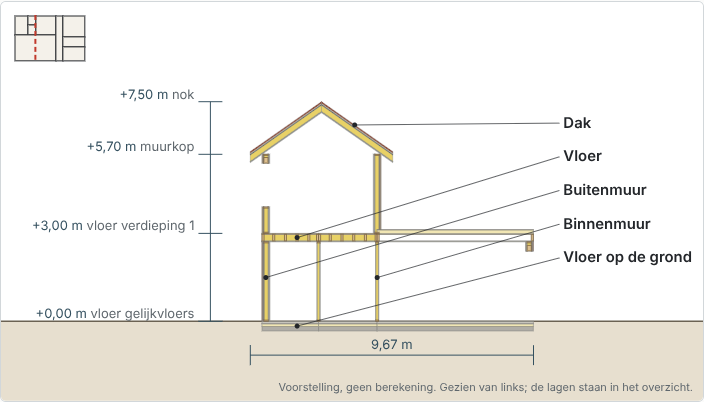 +7,50 m nok
+5,70 m muurkop
+3,00 m vloer verdieping 1
+0,00 m vloer gelijkvloers
Dak
Vloer
Buitenmuur
Binnenmuur
Vloer op de grond
9,67 m
Voorstelling, geen berekening. Gezien van links; de lagen staan in het overzicht.